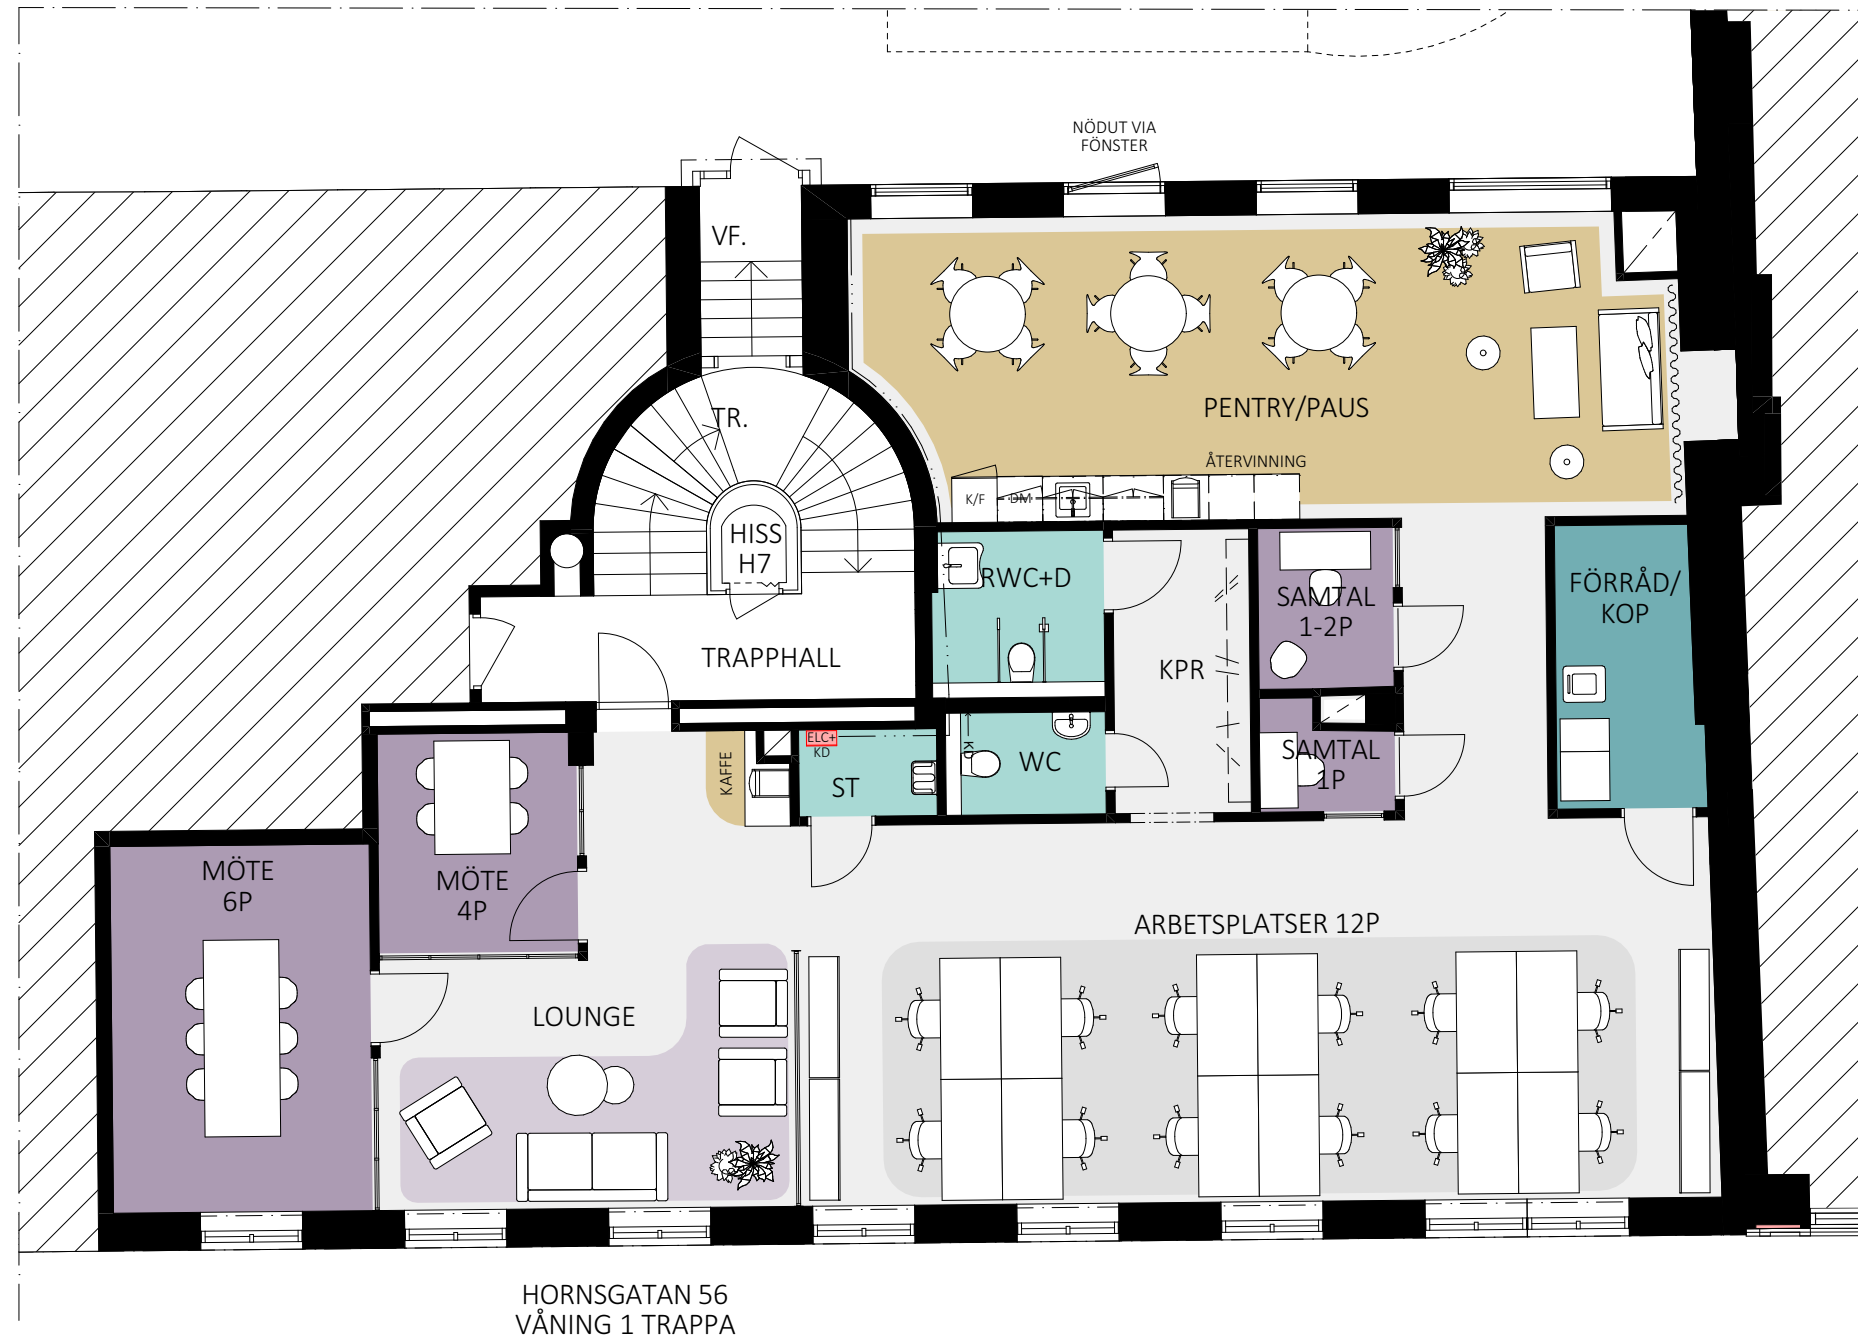 NÖDUT VIA
FÖNSTER
VF.
TR.
PENTRY/PAUS
ÅTERVINNING
K/F
DM
HISS
H7
RWC+D
SAMTAL
1-2P
FÖRRÅD/
KOP
TRAPPHALL
KPR
ELC+
KD
KAFFE
ST
KD
WC
SAMTAL
1P
MÖTE
6P
MÖTE
4P
ARBETSPLATSER 12P
LOUNGE
HORNSGATAN 56
VÅNING 1 TRAPPA